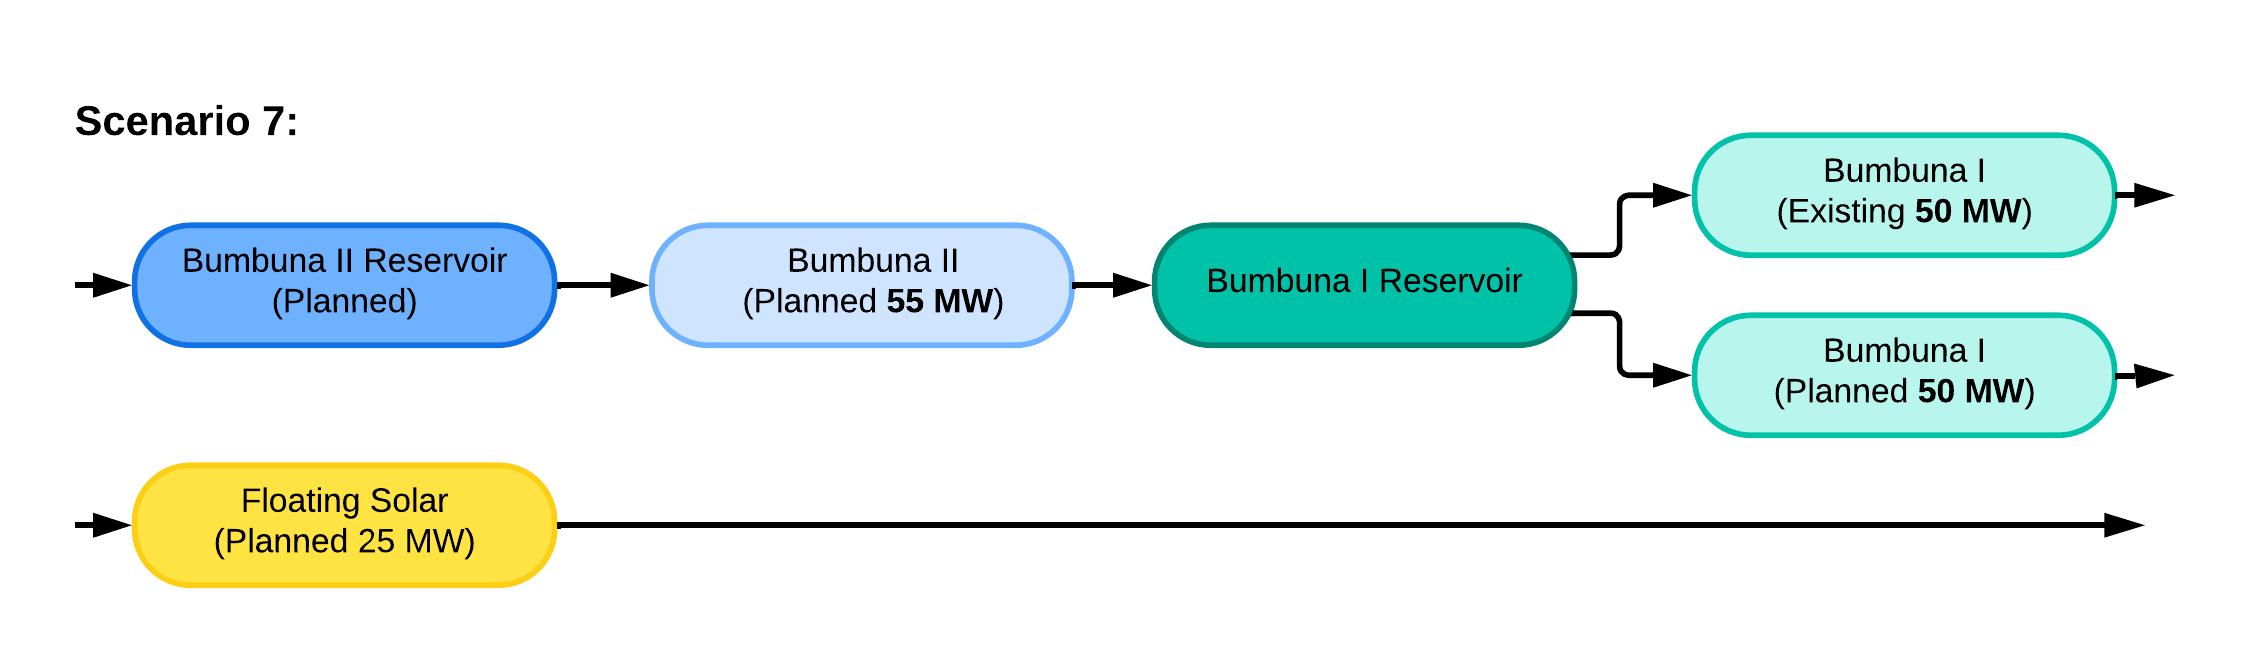 Scenario 7:
Bumbuna II Reservoir
(Planned)
Bumbuna II
(Planned 55 MW)
Bumbuna I Reservoir
Bumbuna I
(Existing 50 MW)
Bumbuna I
(Planned 50 MW)
Floating Solar
(Planned 25 MW)